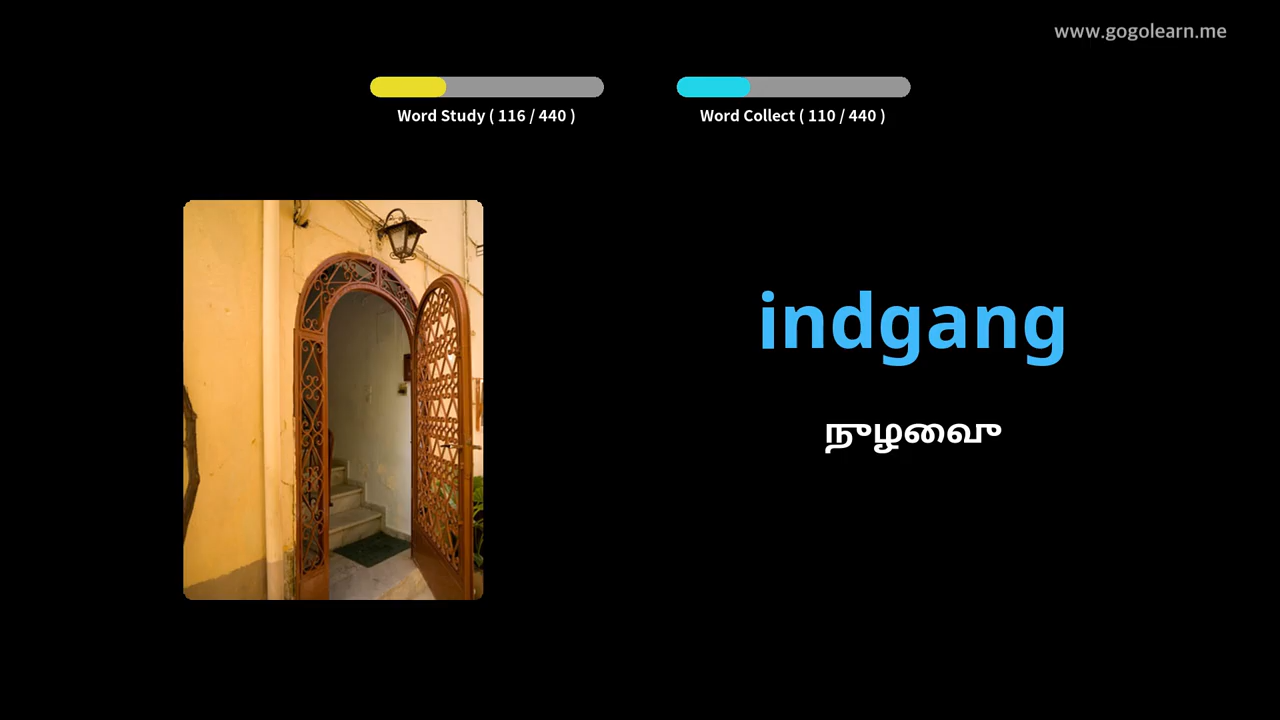 www.gogolearn.me
Word Study ( 116 / 440 )
Word Collect ( 110 / 440 )
indgang
நுழைவு